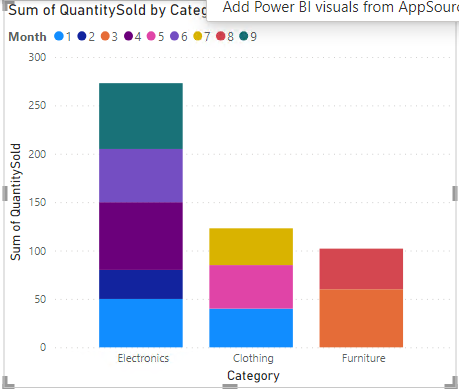 Sum of QuantitySold by Categ
Add Power BI visuals from AppSourc
Month 1 2 3 4 5 6 7 8 9
300
250
200
150
100
50
0
Sum of QuantitySold
Electronics Clothing Furniture
Category